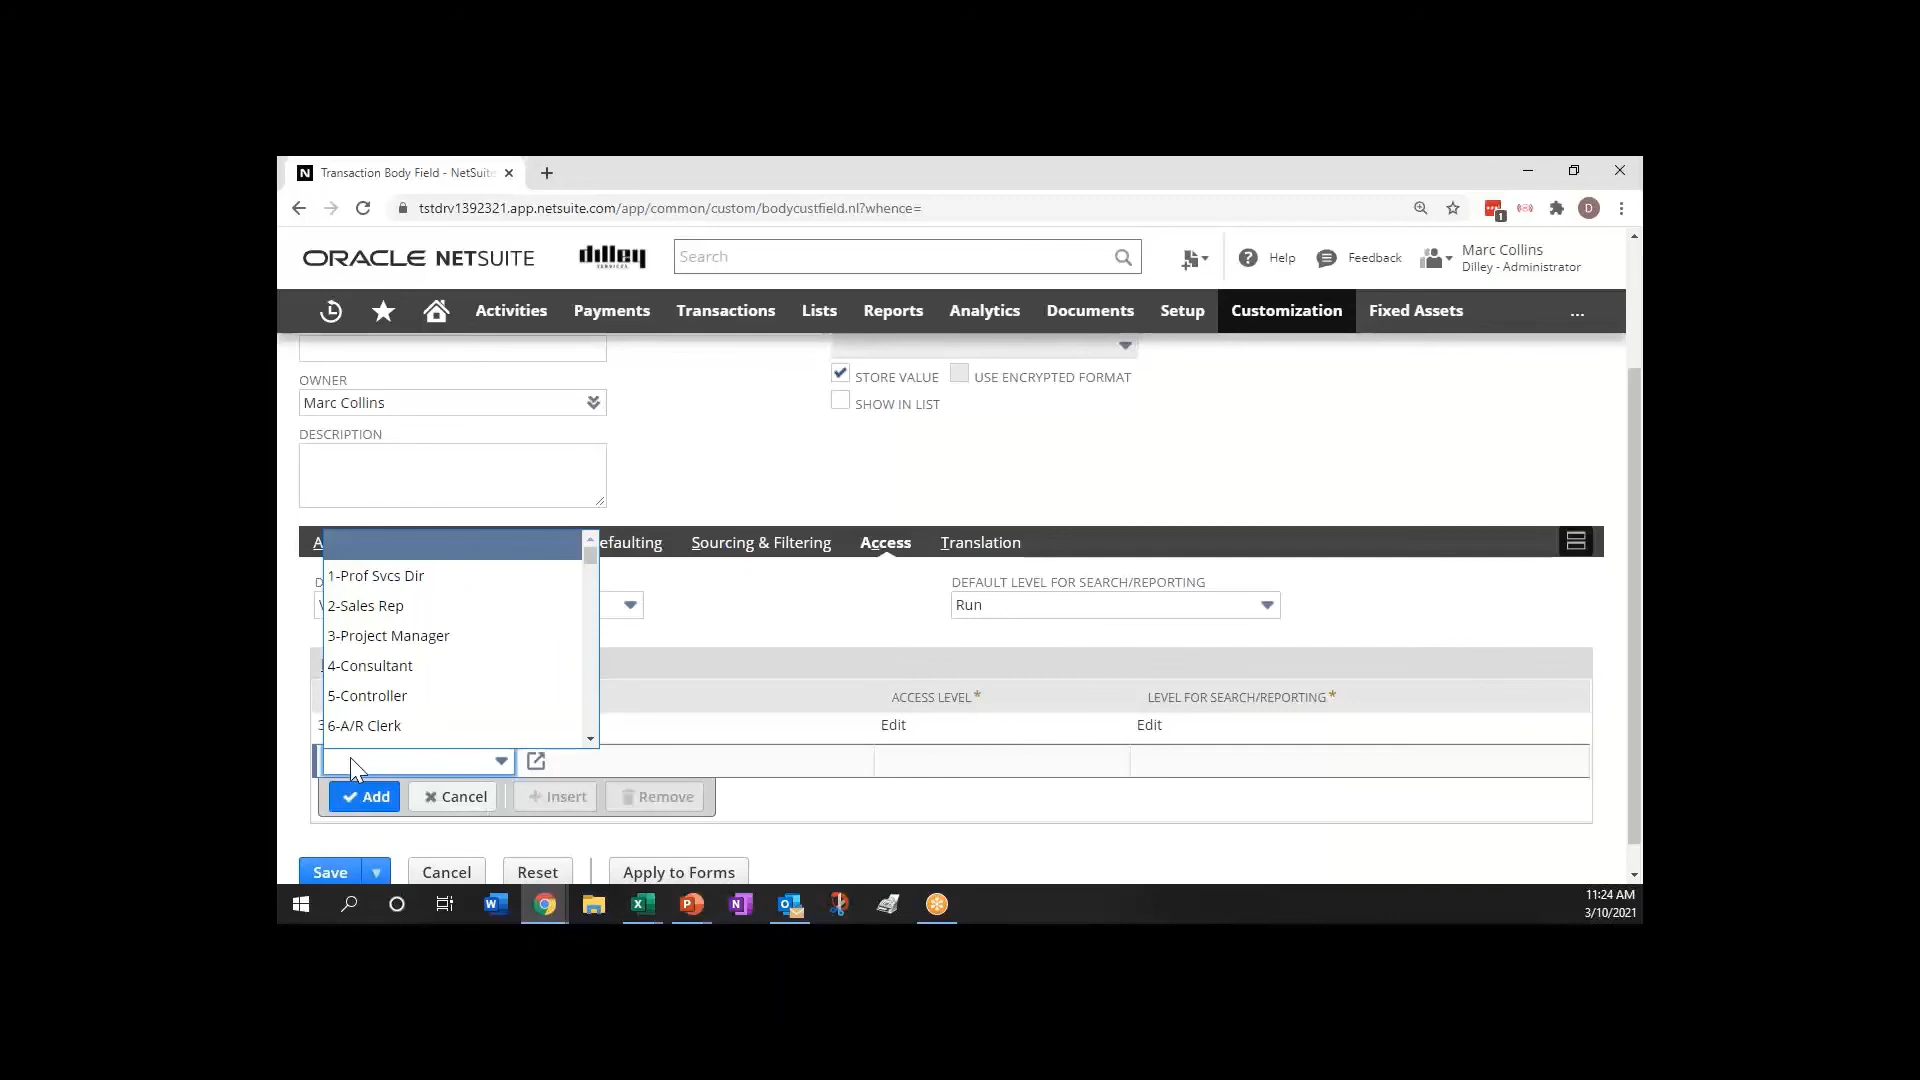 Transaction Body Field - NetSuite
tstdrv1392321.app.netsuite.com/app/common/custom/bodycustfield.nl?whence=
1
D
ORACLE NETSUITE
dilley
SERVICES
Search
Help
Feedback
Marc Collins
Dilley - Administrator
Activities
Payments
Transactions
Lists
Reports
Analytics
Documents
Setup
Customization
Fixed Assets
...
STORE VALUE
USE ENCRYPTED FORMAT
SHOW IN LIST
OWNER
Marc Collins
DESCRIPTION
A
efaulting
Sourcing & Filtering
Access
Translation
1-Prof Svcs Dir
2-Sales Rep
3-Project Manager
4-Consultant
5-Controller
6-A/R Clerk
D
DEFAULT LEVEL FOR SEARCH/REPORTING
Run
ACCESS LEVEL *
LEVEL FOR SEARCH/REPORTING *
3
Edit
Edit
Add
Cancel
Insert
Remove
Save
Cancel
Reset
Apply to Forms
11:24 AM
3/10/2021